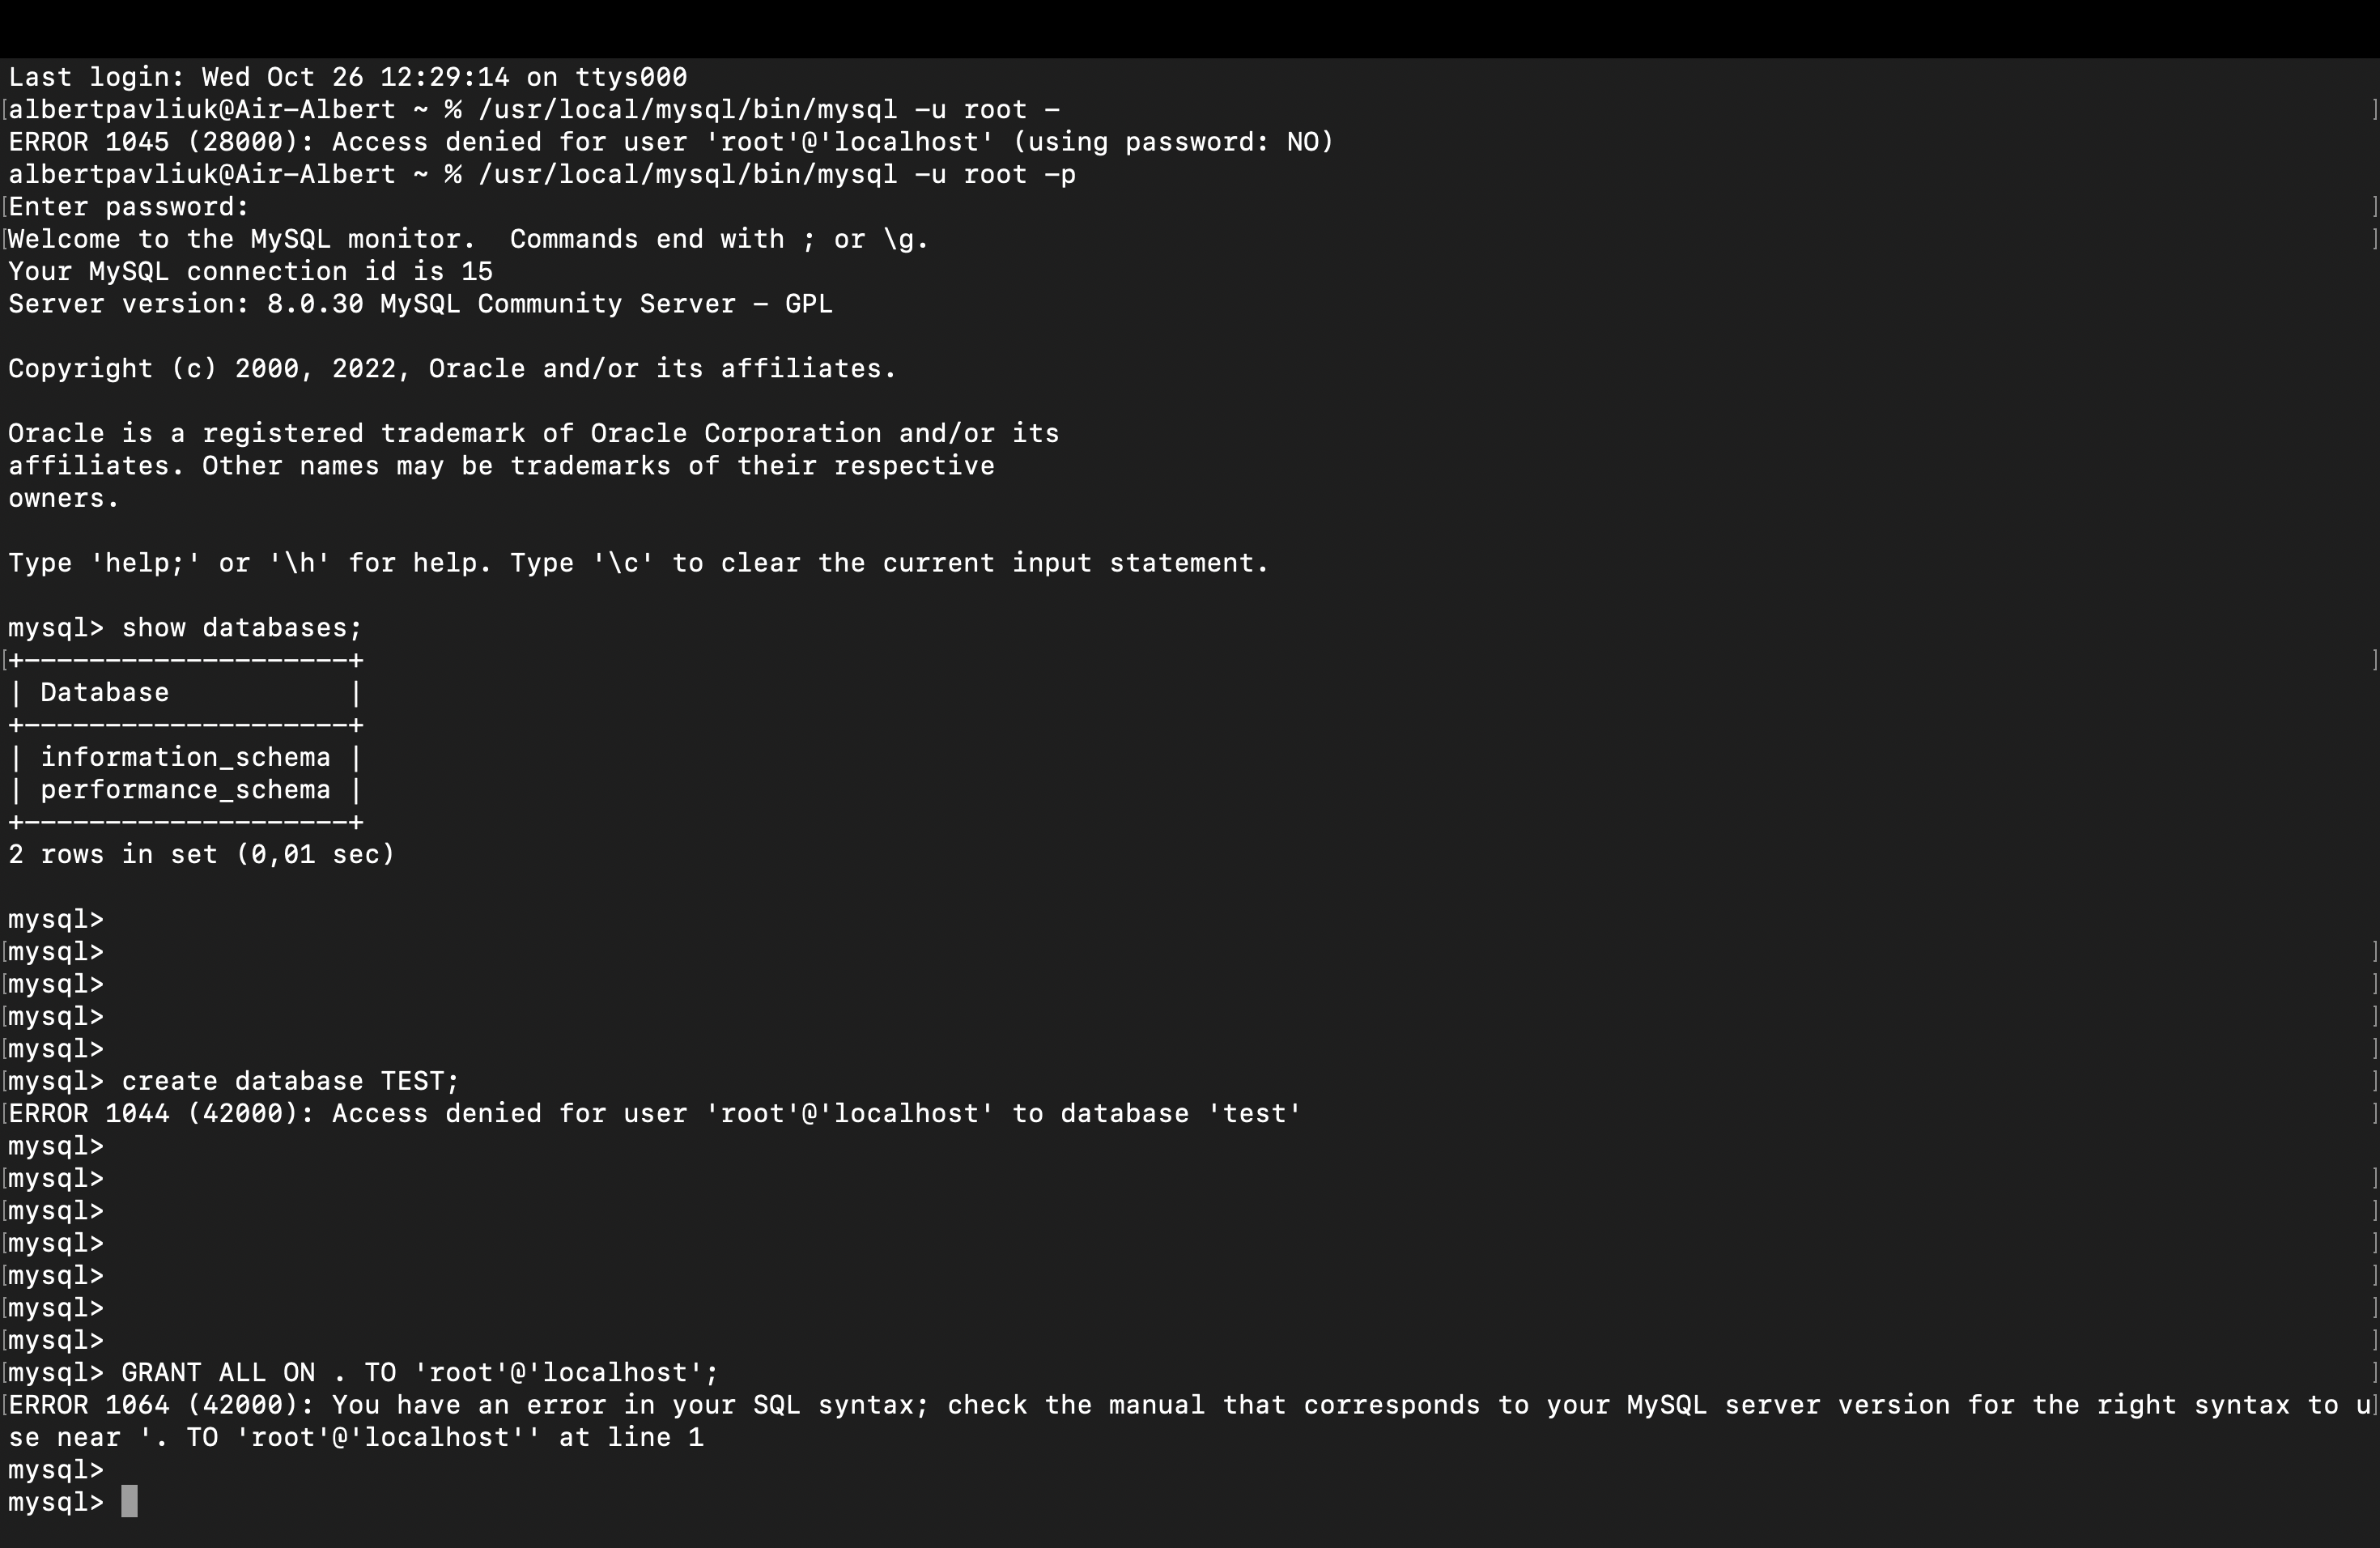 Last login: Wed Oct 26 12:29:14 on ttys000
[albertpavliuk@Air-Albert ~ % /usr/local/mysql/bin/mysql -u root - ]
ERROR 1045 (28000): Access denied for user 'root'@'localhost' (using password: NO)
albertpavliuk@Air-Albert ~ % /usr/local/mysql/bin/mysql -u root -p
[Enter password: ]
[Welcome to the MySQL monitor.  Commands end with ; or \g. ]
Your MySQL connection id is 15
Server version: 8.0.30 MySQL Community Server - GPL

Copyright (c) 2000, 2022, Oracle and/or its affiliates.

Oracle is a registered trademark of Oracle Corporation and/or its
affiliates. Other names may be trademarks of their respective
owners.

Type 'help;' or '\h' for help. Type '\c' to clear the current input statement.

mysql> show databases;
[+--------------------+ ]
| Database           |
+--------------------+
| information_schema |
| performance_schema |
+--------------------+
2 rows in set (0,01 sec)

mysql>
[mysql> ]
[mysql> ]
[mysql> ]
[mysql> ]
[mysql> create database TEST; ]
[ERROR 1044 (42000): Access denied for user 'root'@'localhost' to database 'test' ]
mysql>
[mysql> ]
[mysql> ]
[mysql> ]
[mysql> ]
[mysql> ]
[mysql> ]
[mysql> GRANT ALL ON . TO 'root'@'localhost'; ]
[ERROR 1064 (42000): You have an error in your SQL syntax; check the manual that corresponds to your MySQL server version for the right syntax to u]
se near '. TO 'root'@'localhost'' at line 1
mysql>
mysql>